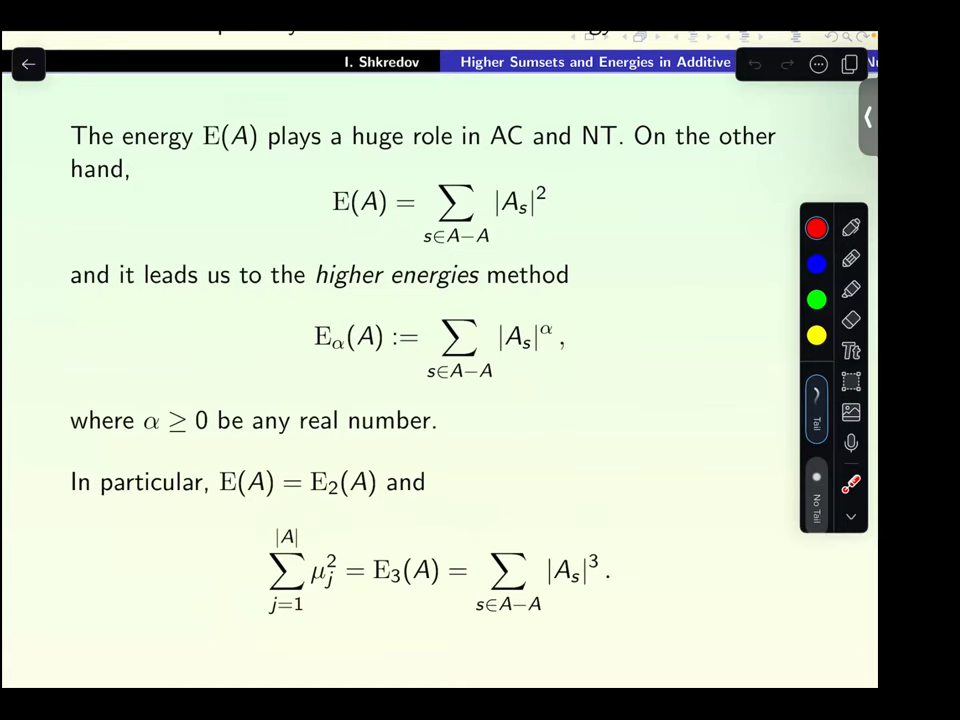 I. Shkredov Higher Sumsets and Energies in Additive
The energy E(A) plays a huge role in AC and NT. On the other
hand,
E(A) = ∑_{s∈A−A} |A_s|^2
and it leads us to the higher energies method
E_α(A) := ∑_{s∈A−A} |A_s|^α ,
where α ≥ 0 be any real number.
In particular, E(A) = E_2(A) and
∑_{j=1}^{|A|} μ_j^2 = E_3(A) = ∑_{s∈A−A} |A_s|^3 .
Tt
Tail
No Tail